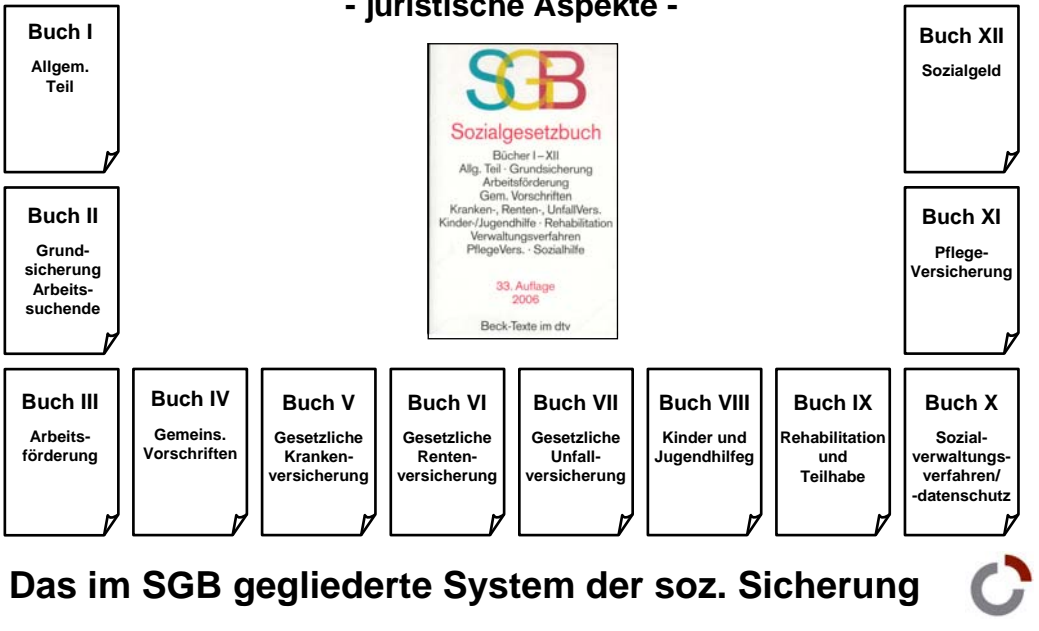 - juristische Aspekte -
Buch I
Allgem.
Teil
Buch II
Grund-
sicherung
Arbeits-
suchende
Buch III
Arbeits-
förderung
Buch IV
Gemeins.
Vorschriften
Buch V
Gesetzliche
Kranken-
versicherung
Buch VI
Gesetzliche
Renten-
versicherung
Buch VII
Gesetzliche
Unfall-
versicherung
Buch VIII
Kinder und
Jugendhilfeg
Buch IX
Rehabilitation
und
Teilhabe
Buch X
Sozial-
verwaltungs-
verfahren/
-datenschutz
Buch XI
Pflege-
Versicherung
Buch XII
Sozialgeld
SGB
Sozialgesetzbuch
Bücher I–XII
Allg. Teil · Grundsicherung
Arbeitsförderung
Gem. Vorschriften
Kranken-, Renten-, UnfallVers.
Kinder-/Jugendhilfe · Rehabilitation
Verwaltungsverfahren
PflegeVers. · Sozialhilfe
33. Auflage
2006
Beck-Texte im dtv
Das im SGB gegliederte System der soz. Sicherung